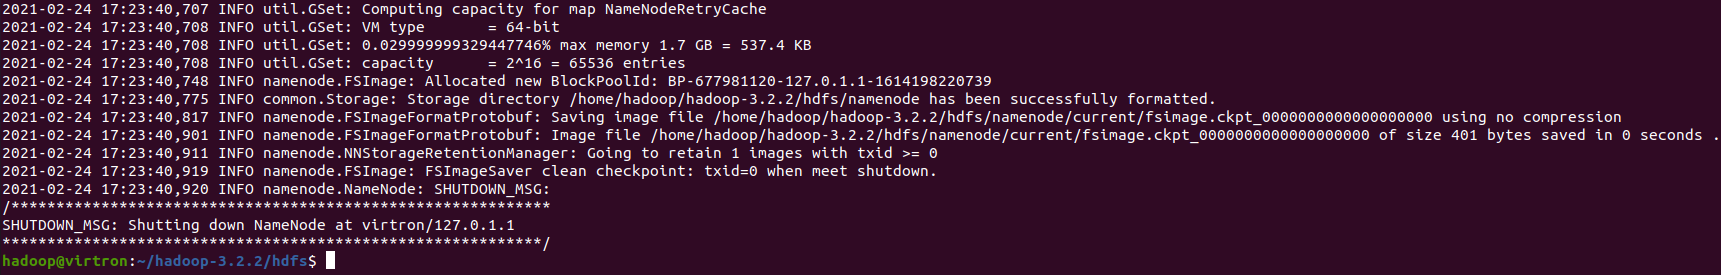 2021-02-24 17:23:40,707 INFO util.GSet: Computing capacity for map NameNodeRetryCache
2021-02-24 17:23:40,708 INFO util.GSet: VM type       = 64-bit
2021-02-24 17:23:40,708 INFO util.GSet: 0.029999999329447746% max memory 1.7 GB = 537.4 KB
2021-02-24 17:23:40,708 INFO util.GSet: capacity      = 2^16 = 65536 entries
2021-02-24 17:23:40,748 INFO namenode.FSImage: Allocated new BlockPoolId: BP-677981120-127.0.1.1-1614198220739
2021-02-24 17:23:40,775 INFO common.Storage: Storage directory /home/hadoop/hadoop-3.2.2/hdfs/namenode has been successfully formatted.
2021-02-24 17:23:40,817 INFO namenode.FSImageFormatProtobuf: Saving image file /home/hadoop/hadoop-3.2.2/hdfs/namenode/current/fsimage.ckpt_0000000000000000000 using no compression
2021-02-24 17:23:40,901 INFO namenode.FSImageFormatProtobuf: Image file /home/hadoop/hadoop-3.2.2/hdfs/namenode/current/fsimage.ckpt_0000000000000000000 of size 401 bytes saved in 0 seconds .
2021-02-24 17:23:40,911 INFO namenode.NNStorageRetentionManager: Going to retain 1 images with txid >= 0
2021-02-24 17:23:40,919 INFO namenode.FSImage: FSImageSaver clean checkpoint: txid=0 when meet shutdown.
2021-02-24 17:23:40,920 INFO namenode.NameNode: SHUTDOWN_MSG:
/************************************************************
SHUTDOWN_MSG: Shutting down NameNode at virtron/127.0.1.1
************************************************************/
hadoop@virtron:~/hadoop-3.2.2/hdfs$